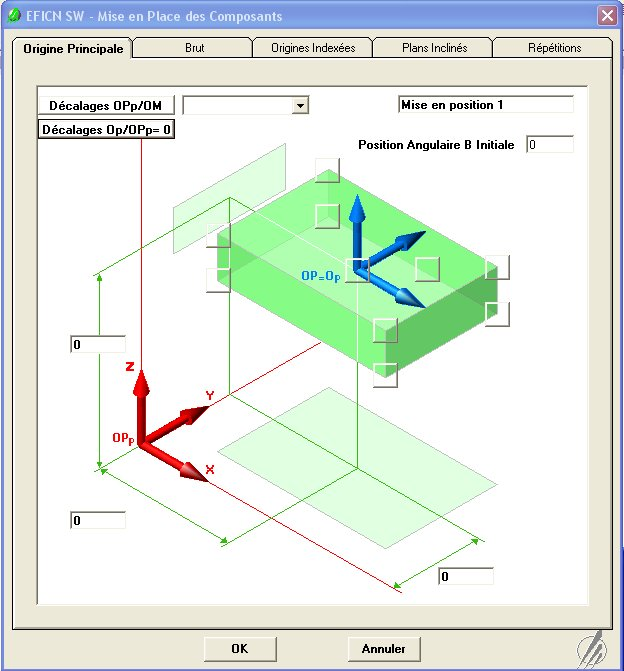 EFICN SW - Mise en Place des Composants
Origine Principale
Brut
Origines Indexées
Plans Inclinés
Répétitions
Décalages OPp/OM
Mise en position 1
Décalages Op/OPp= 0
Position Angulaire B Initiale
0
OP=Op
0
Z
Y
OPp
X
0
0
OK
Annuler